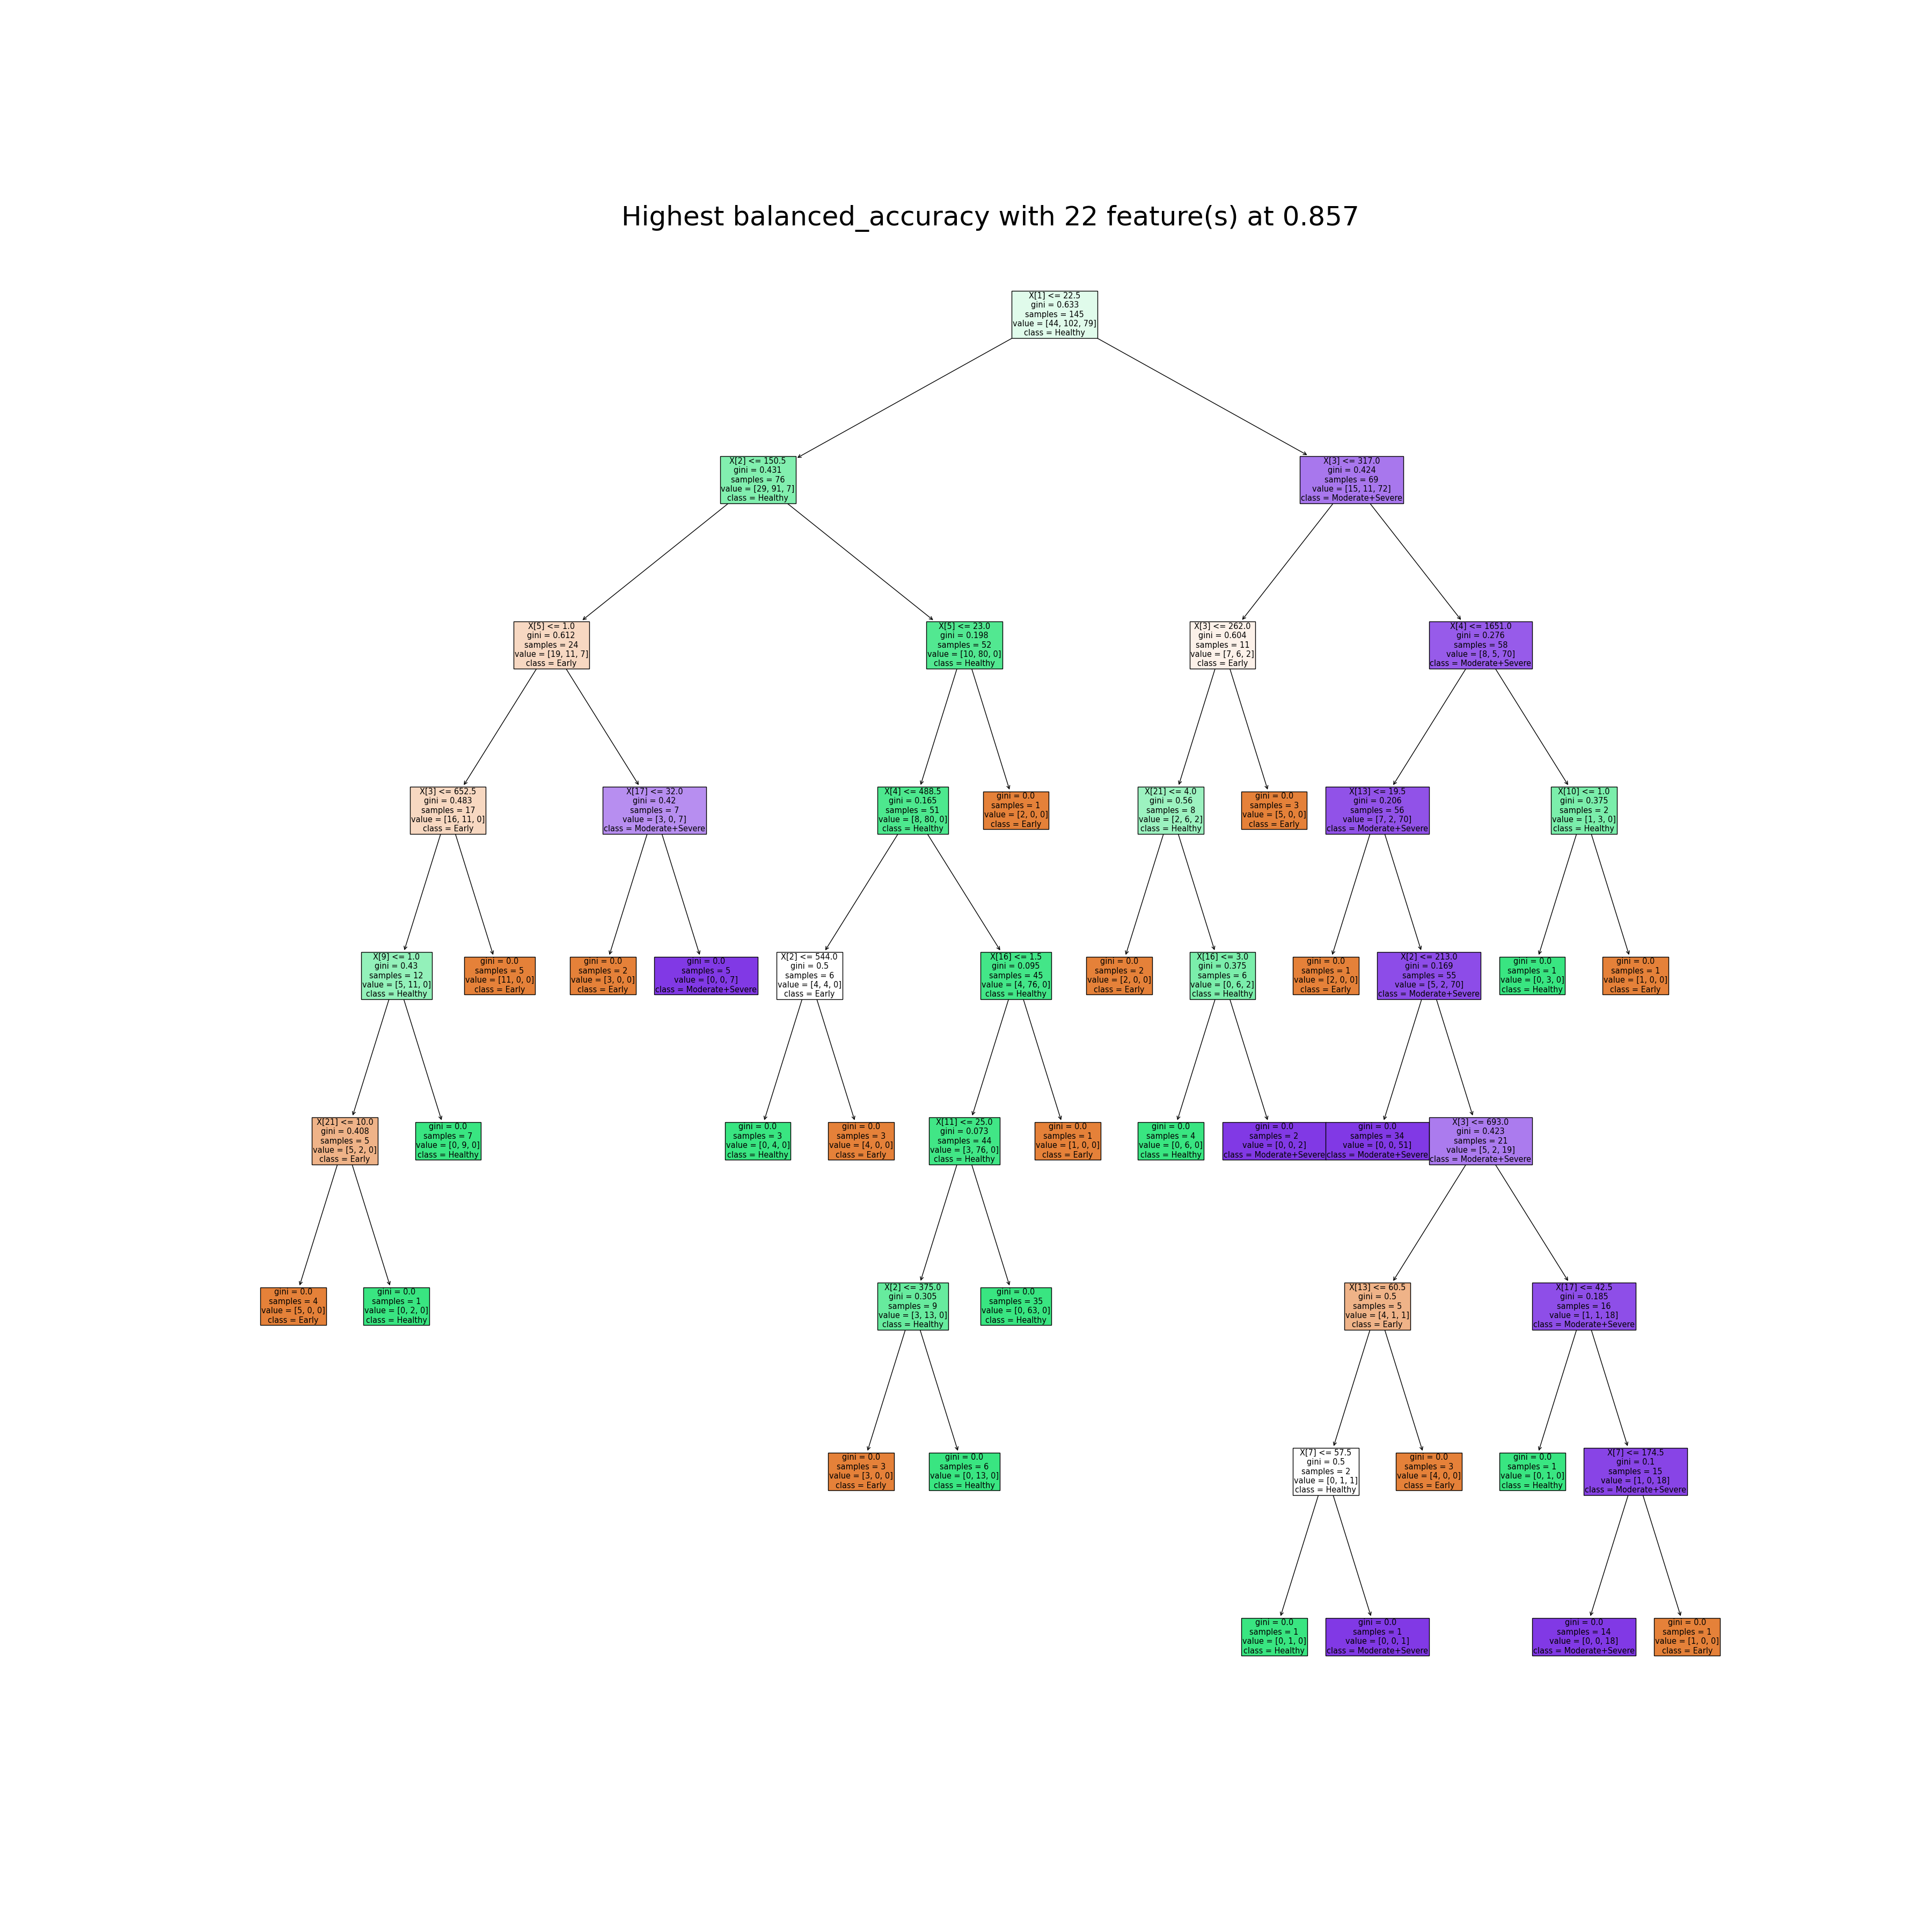 Highest balanced_accuracy with 22 feature(s) at 0.857
X[1] <= 22.5
gini = 0.633
samples = 145
value = [44, 102, 79]
class = Healthy
X[2] <= 150.5
gini = 0.431
samples = 76
value = [29, 91, 7]
class = Healthy
X[3] <= 317.0
gini = 0.424
samples = 69
value = [15, 11, 72]
class = Moderate+Severe
X[5] <= 1.0
gini = 0.612
samples = 24
value = [19, 11, 7]
class = Early
X[5] <= 23.0
gini = 0.198
samples = 52
value = [10, 80, 0]
class = Healthy
X[3] <= 262.0
gini = 0.604
samples = 11
value = [7, 6, 2]
class = Early
X[4] <= 1651.0
gini = 0.276
samples = 58
value = [8, 5, 70]
class = Moderate+Severe
X[3] <= 652.5
gini = 0.483
samples = 17
value = [16, 11, 0]
class = Early
X[17] <= 32.0
gini = 0.42
samples = 7
value = [3, 0, 7]
class = Moderate+Severe
X[4] <= 488.5
gini = 0.165
samples = 51
value = [8, 80, 0]
class = Healthy
gini = 0.0
samples = 1
value = [2, 0, 0]
class = Early
X[21] <= 4.0
gini = 0.56
samples = 8
value = [2, 6, 2]
class = Healthy
gini = 0.0
samples = 3
value = [5, 0, 0]
class = Early
X[13] <= 19.5
gini = 0.206
samples = 56
value = [7, 2, 70]
class = Moderate+Severe
X[10] <= 1.0
gini = 0.375
samples = 2
value = [1, 3, 0]
class = Healthy
X[9] <= 1.0
gini = 0.43
samples = 12
value = [5, 11, 0]
class = Healthy
gini = 0.0
samples = 5
value = [11, 0, 0]
class = Early
gini = 0.0
samples = 2
value = [3, 0, 0]
class = Early
gini = 0.0
samples = 5
value = [0, 0, 7]
class = Moderate+Severe
X[2] <= 544.0
gini = 0.5
samples = 6
value = [4, 4, 0]
class = Early
X[16] <= 1.5
gini = 0.095
samples = 45
value = [4, 76, 0]
class = Healthy
gini = 0.0
samples = 2
value = [2, 0, 0]
class = Early
X[16] <= 3.0
gini = 0.375
samples = 6
value = [0, 6, 2]
class = Healthy
gini = 0.0
samples = 1
value = [2, 0, 0]
class = Early
X[2] <= 213.0
gini = 0.169
samples = 55
value = [5, 2, 70]
class = Moderate+Severe
gini = 0.0
samples = 1
value = [0, 3, 0]
class = Healthy
gini = 0.0
samples = 1
value = [1, 0, 0]
class = Early
X[21] <= 10.0
gini = 0.408
samples = 5
value = [5, 2, 0]
class = Early
gini = 0.0
samples = 7
value = [0, 9, 0]
class = Healthy
gini = 0.0
samples = 3
value = [0, 4, 0]
class = Healthy
gini = 0.0
samples = 3
value = [4, 0, 0]
class = Early
X[11] <= 25.0
gini = 0.073
samples = 44
value = [3, 76, 0]
class = Healthy
gini = 0.0
samples = 1
value = [1, 0, 0]
class = Early
gini = 0.0
samples = 4
value = [0, 6, 0]
class = Healthy
gini = 0.0
samples = 2
value = [0, 0, 2]
class = Moderate+Severe
gini = 0.0
samples = 34
value = [0, 0, 51]
class = Moderate+Severe
X[3] <= 693.0
gini = 0.423
samples = 21
value = [5, 2, 19]
class = Moderate+Severe
gini = 0.0
samples = 4
value = [5, 0, 0]
class = Early
gini = 0.0
samples = 1
value = [0, 2, 0]
class = Healthy
X[2] <= 375.0
gini = 0.305
samples = 9
value = [3, 13, 0]
class = Healthy
gini = 0.0
samples = 35
value = [0, 63, 0]
class = Healthy
X[13] <= 60.5
gini = 0.5
samples = 5
value = [4, 1, 1]
class = Early
X[17] <= 42.5
gini = 0.185
samples = 16
value = [1, 1, 18]
class = Moderate+Severe
gini = 0.0
samples = 3
value = [3, 0, 0]
class = Early
gini = 0.0
samples = 6
value = [0, 13, 0]
class = Healthy
X[7] <= 57.5
gini = 0.5
samples = 2
value = [0, 1, 1]
class = Healthy
gini = 0.0
samples = 3
value = [4, 0, 0]
class = Early
gini = 0.0
samples = 1
value = [0, 1, 0]
class = Healthy
X[7] <= 174.5
gini = 0.1
samples = 15
value = [1, 0, 18]
class = Moderate+Severe
gini = 0.0
samples = 1
value = [0, 1, 0]
class = Healthy
gini = 0.0
samples = 1
value = [0, 0, 1]
class = Moderate+Severe
gini = 0.0
samples = 14
value = [0, 0, 18]
class = Moderate+Severe
gini = 0.0
samples = 1
value = [1, 0, 0]
class = Early